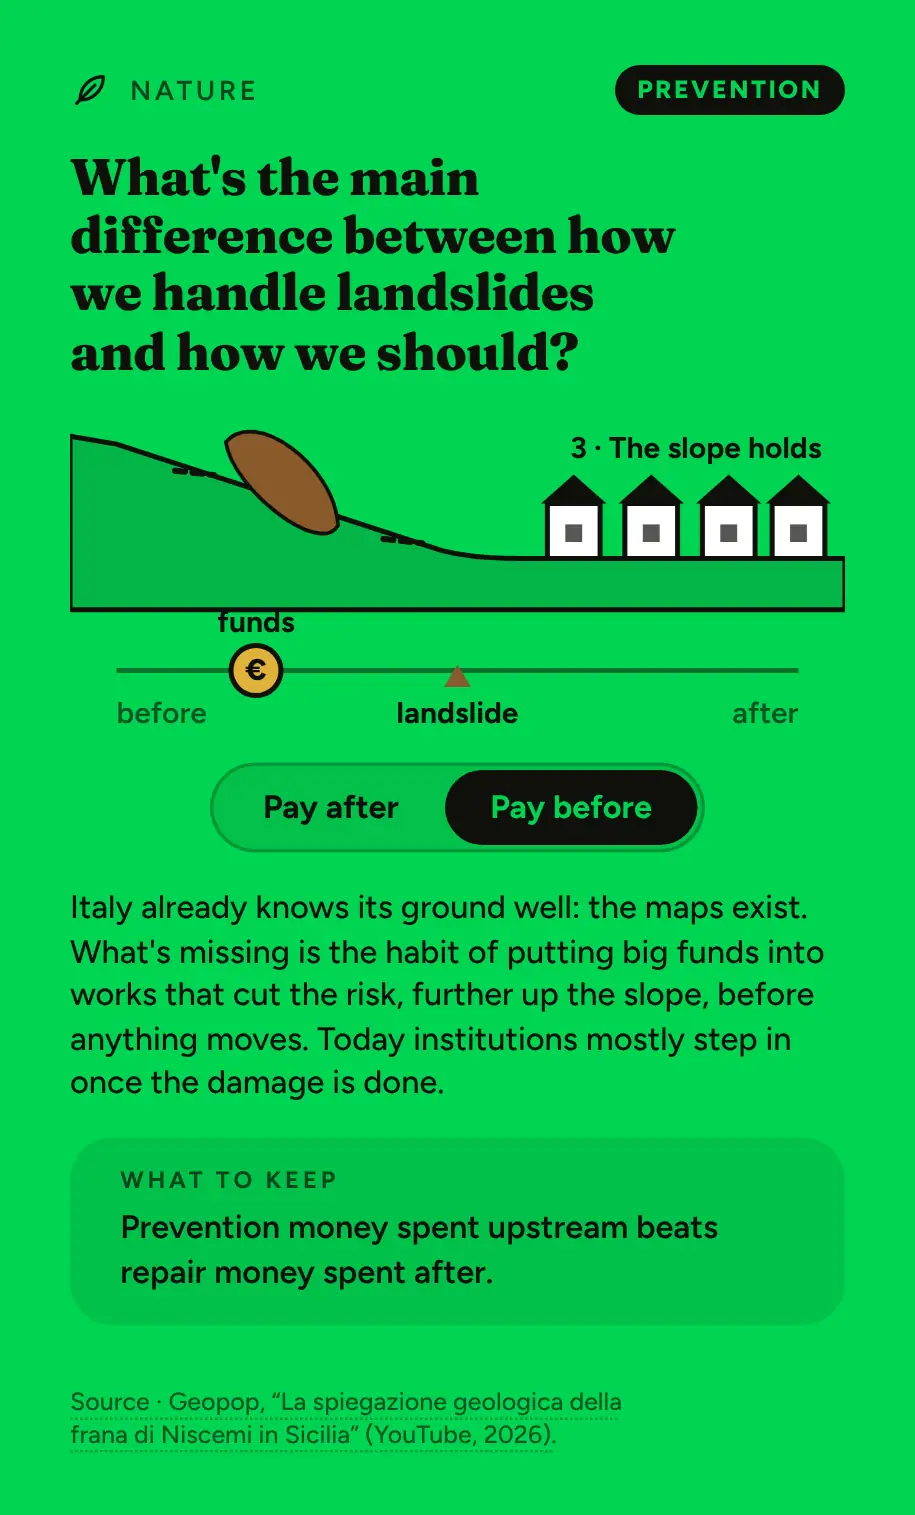 NATURE
PREVENTION
What's the main
difference between how
we handle landslides
and how we should?
3 · The slope holds
funds
€
before
landslide
after
Pay after
Pay before
Italy already knows its ground well: the maps exist.
What's missing is the habit of putting big funds into
works that cut the risk, further up the slope, before
anything moves. Today institutions mostly step in
once the damage is done.
WHAT TO KEEP
Prevention money spent upstream beats
repair money spent after.
Source · Geopop, “La spiegazione geologica della
frana di Niscemi in Sicilia” (YouTube, 2026).